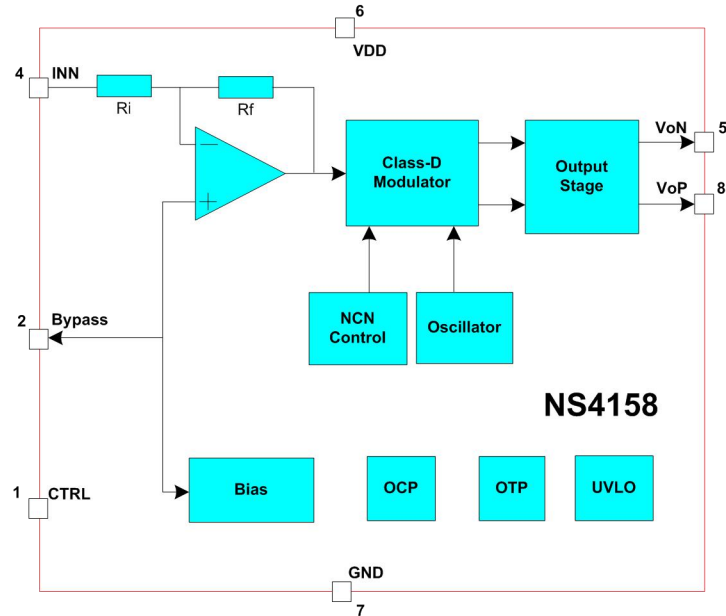 6
VDD
4
INN
Ri
Rf
Class-D
Modulator
Output
Stage
VoN
5
VoP
8
2
Bypass
NCN
Control
Oscillator
NS4158
1
CTRL
Bias
OCP
OTP
UVLO
GND
7